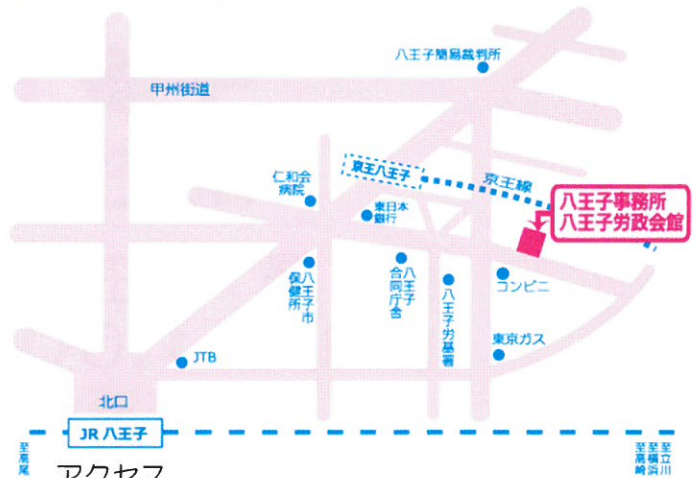 八王子簡易裁判所
甲州街道
京王八王子
京王線
仁和会
病院
東日本
銀行
八王子事務所
八王子労政会館
八王子市
保健所
八王子
合同庁舎
八王子労基署
コンビニ
東京ガス
JTB
北口
JR 八王子
至高尾
至立川
至横浜
至高崎
アクセス